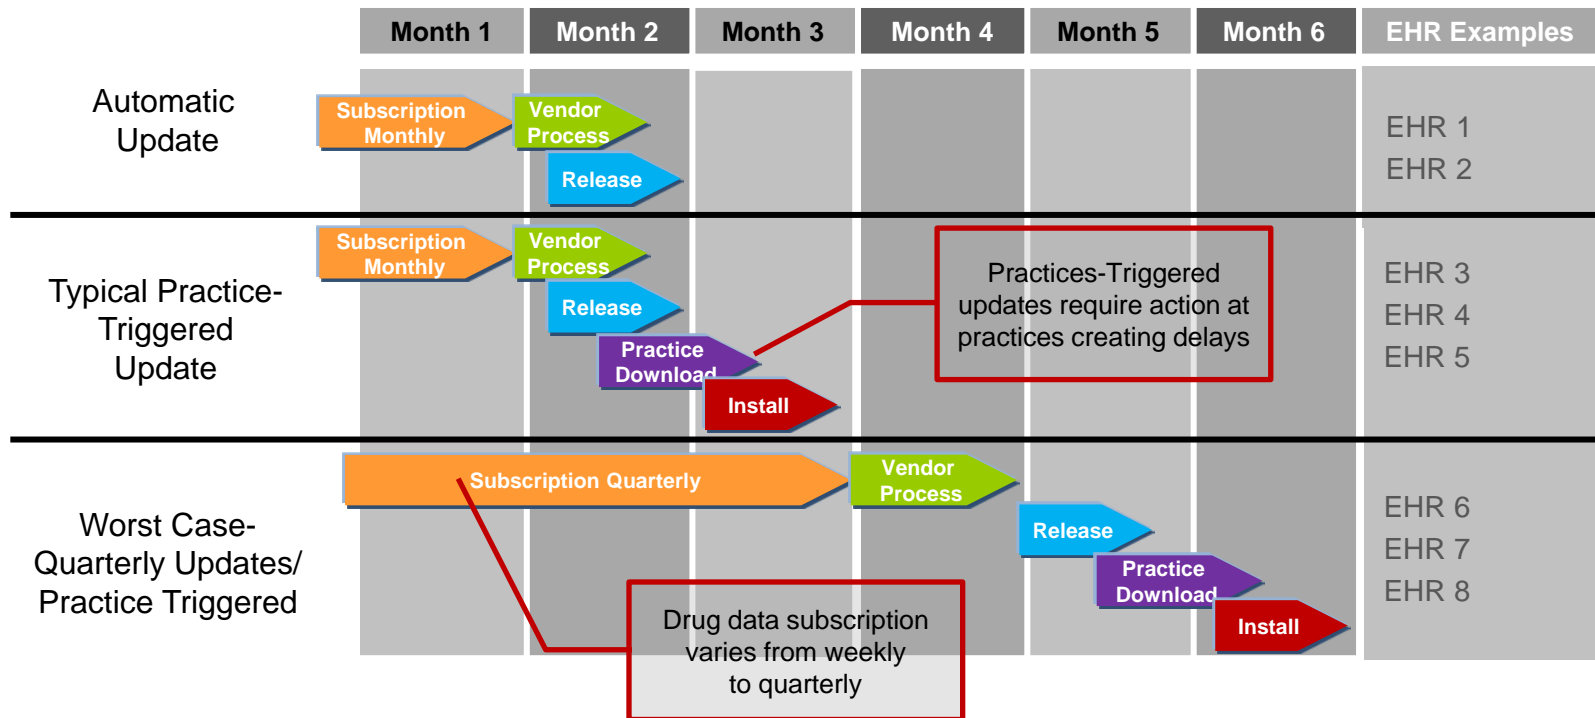 Month 1
Month 2
Month 3
Month 4
Month 5
Month 6
EHR Examples
Automatic
Update
Subscription
Monthly
Vendor
Process
Release
EHR 1
EHR 2
Typical Practice-
Triggered
Update
Subscription
Monthly
Vendor
Process
Release
Practice
Download
Install
Practices-Triggered
updates require action at
practices creating delays
EHR 3
EHR 4
EHR 5
Worst Case-
Quarterly Updates/
Practice Triggered
Subscription Quarterly
Vendor
Process
Release
Practice
Download
Install
Drug data subscription
varies from weekly
to quarterly
EHR 6
EHR 7
EHR 8